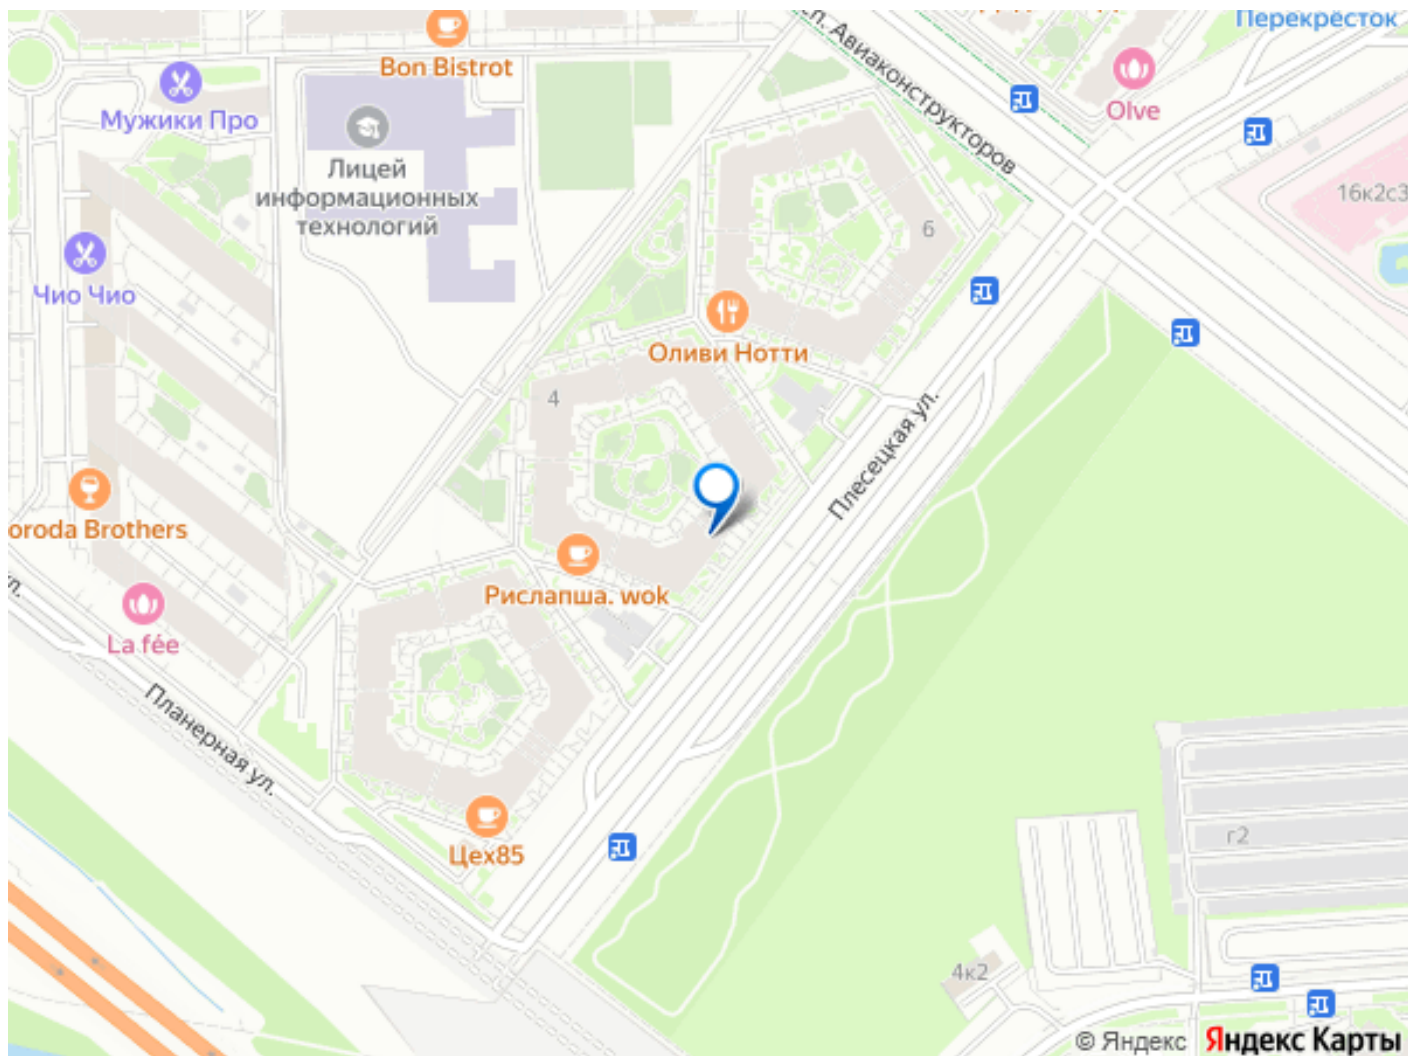 Перекрёсток
Bon Bistrot
Мужики Про
Olve
Авиаконструкторов
Лицей
информационных
технологий
16к2с3
6
Чио Чио
Оливи Нотти
4
Плесецкая ул.
oroda Brothers
Рислапша. wok
La fée
Планерная ул.
Цех85
г2
4к2
© Яндекс Яндекс Карты